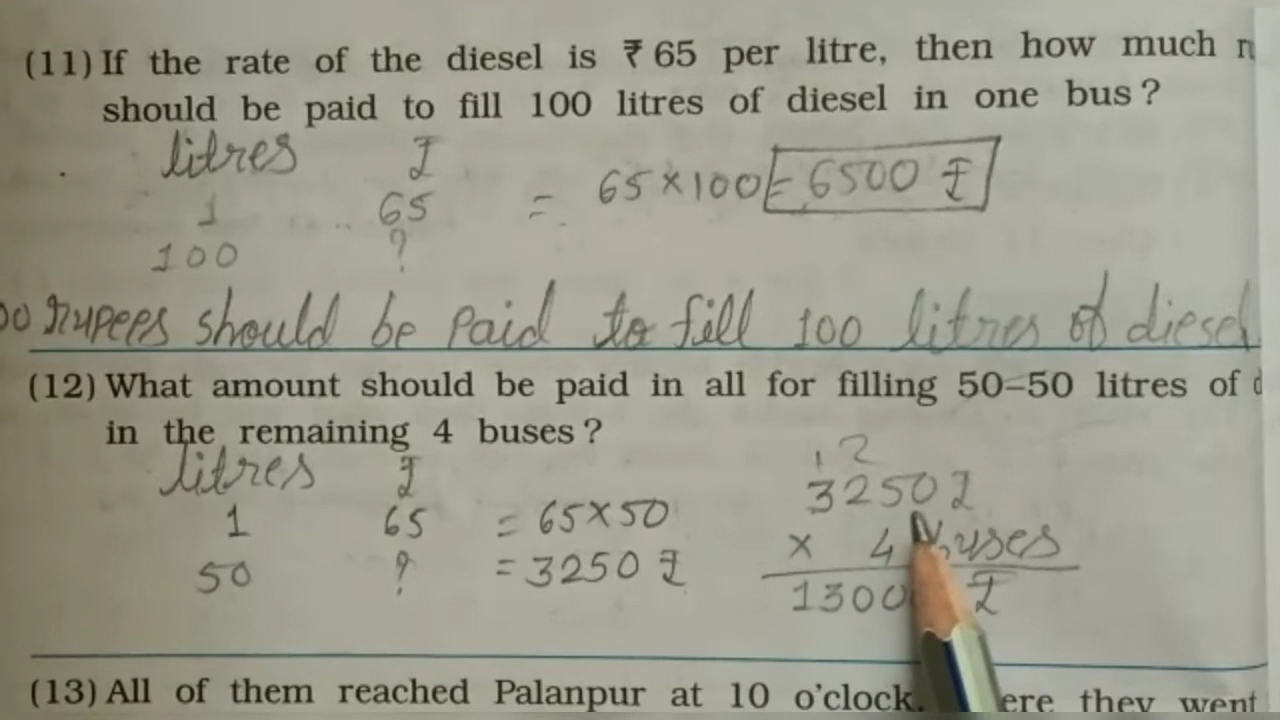 (11) If the rate of the diesel is ₹ 65 per litre, then how much
should be paid to fill 100 litres of diesel in one bus ?
litres ₹
1 65 = 65 × 100 = 6500 ₹
100 ?
rupees should be paid to fill 100 litres of diesel
(12) What amount should be paid in all for filling 50–50 litres of
in the remaining 4 buses ?
litres ₹
1 65 = 65 × 50
50 ? = 3250 ₹
1 2
3250 ₹
× 4 buses
1300 ₹
(13) All of them reached Palanpur at 10 o'clock. they went